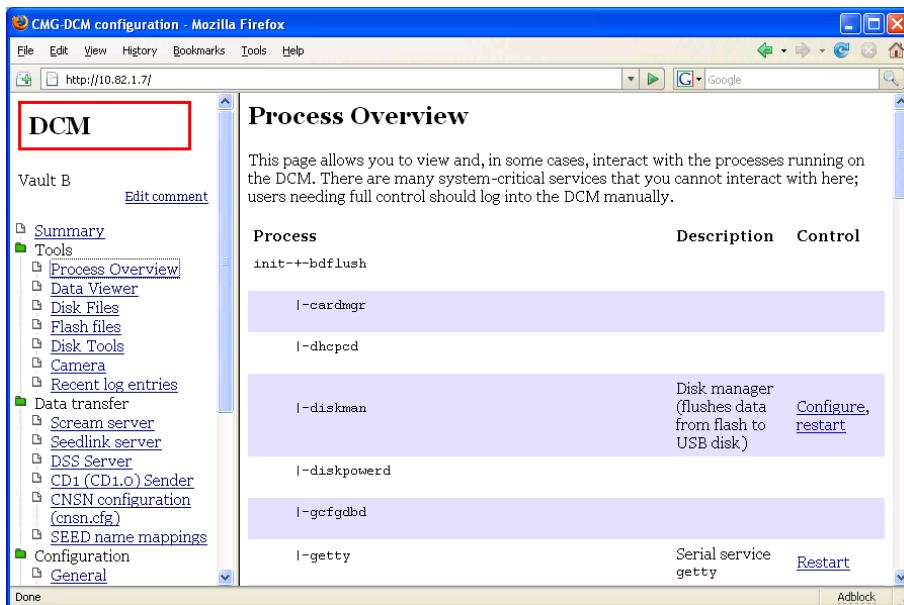 CMG-DCM configuration - Mozilla Firefox
File Edit View History Bookmarks Tools Help
http://10.82.1.7/
G Google
DCM
Vault B
Edit comment
Summary
Tools
Process Overview
Data Viewer
Disk Files
Flash files
Disk Tools
Camera
Recent log entries
Data transfer
Scream server
Seedlink server
DSS Server
CD1 (CD1.0) Sender
CNSN configuration
(cnsn.cfg)
SEED name mappings
Configuration
General
Process Overview
This page allows you to view and, in some cases, interact with the processes running on
the DCM. There are many system-critical services that you cannot interact with here;
users needing full control should log into the DCM manually.
Process Description Control
init-+-bdflush
|-cardmgr
|-dhcpcd
|-diskman
Disk manager
(flushes data
from flash to
USB disk)
Configure,
restart
|-diskpowerd
|-gcfgdbd
|-getty
Serial service
getty
Restart
Done
Adblock